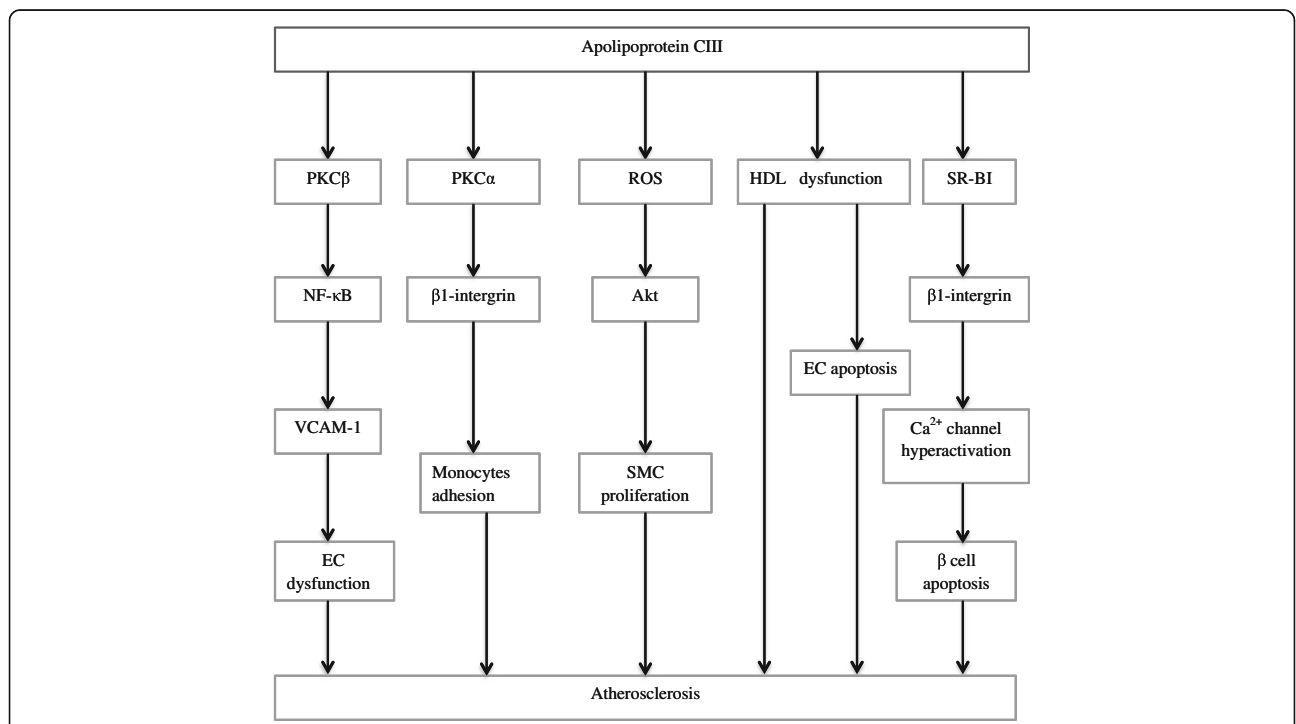 Apolipoprotein CIII
PKCβ
PKCα
ROS
HDL dysfunction
SR-BI
NF-κB
β1-intergrin
Akt
β1-intergrin
EC apoptosis
VCAM-1
Ca2+ channel
hyperactivation
Monocytes
adhesion
SMC
proliferation
EC
dysfunction
β cell
apoptosis
Atherosclerosis